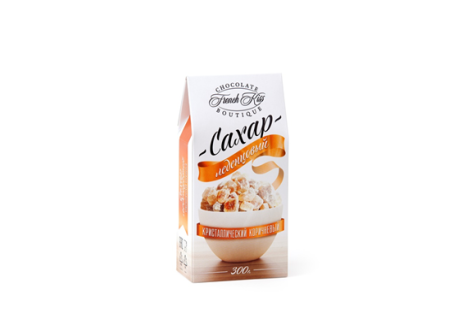 CHOCOLATE
French Kiss
BOUTIQUE
-Сахар-
леденцовый
КРИСТАЛЛИЧЕСКИЙ КОРИЧНЕВЫЙ
300г.